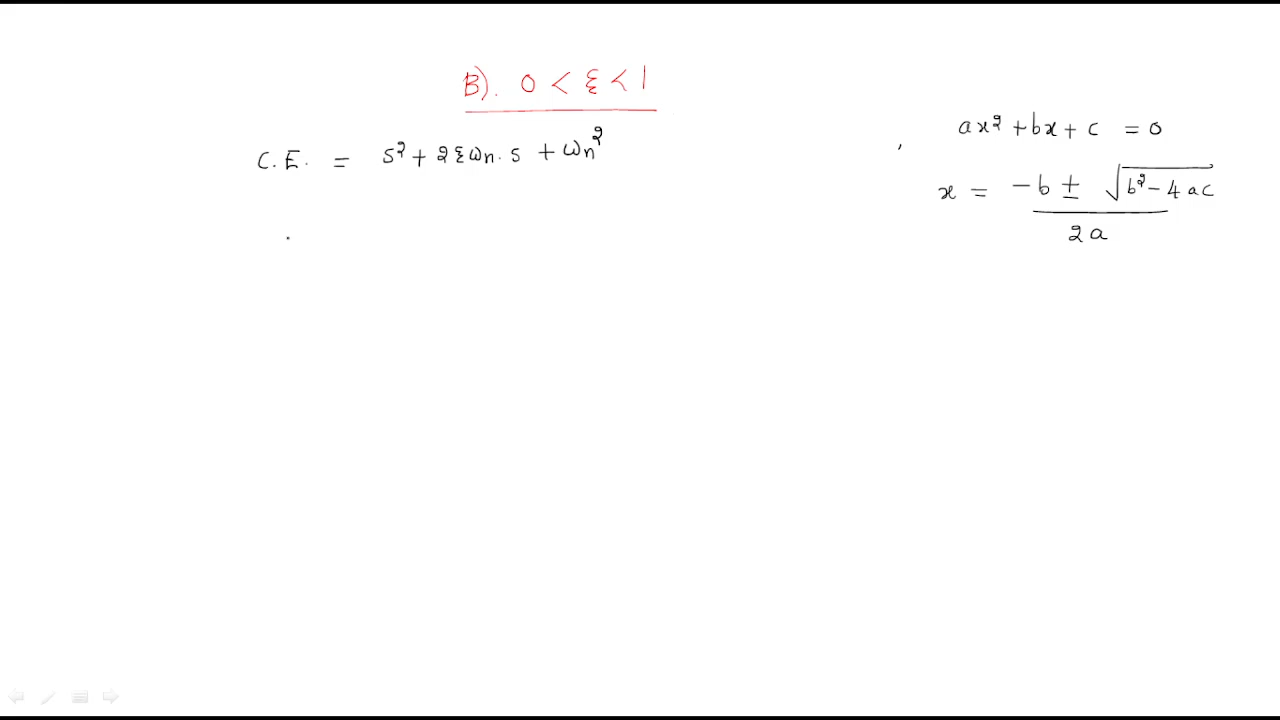 B). 0 < ξ < 1
C.E. = s² + 2ξωn.s + ωn²
ax² + bx + c = 0
x = -b ± √b² - 4ac
2a